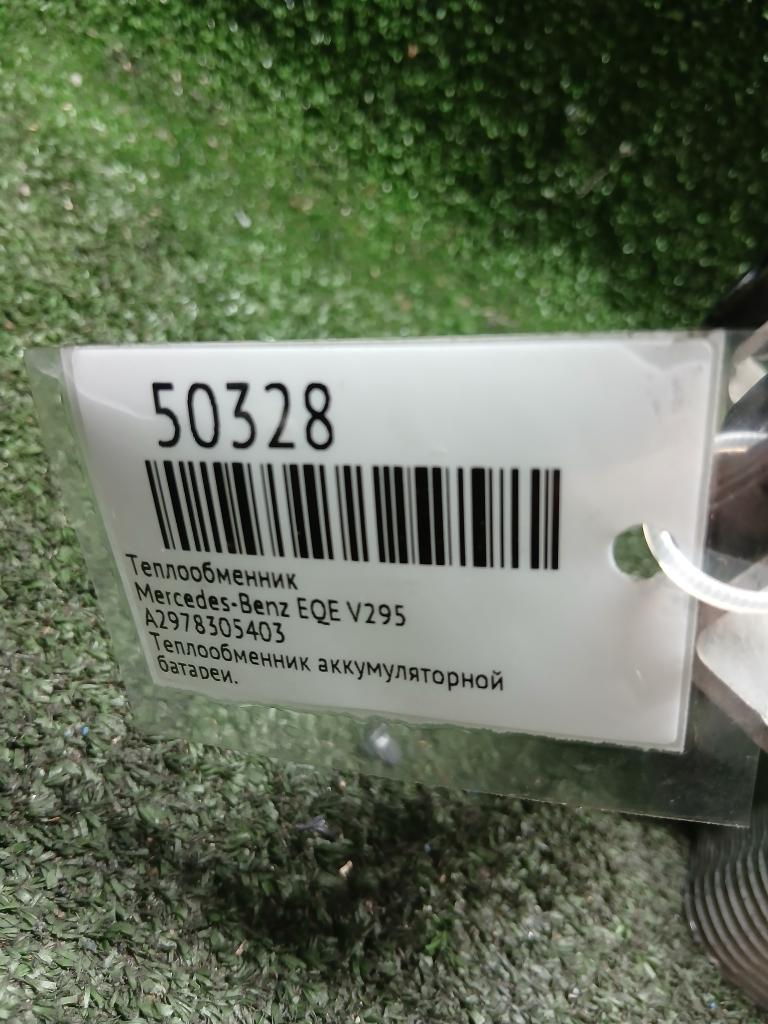 50328
Теплообменник
Mercedes-Benz EQE V295
A2978305403
Теплообменник аккумуляторной
батареи.